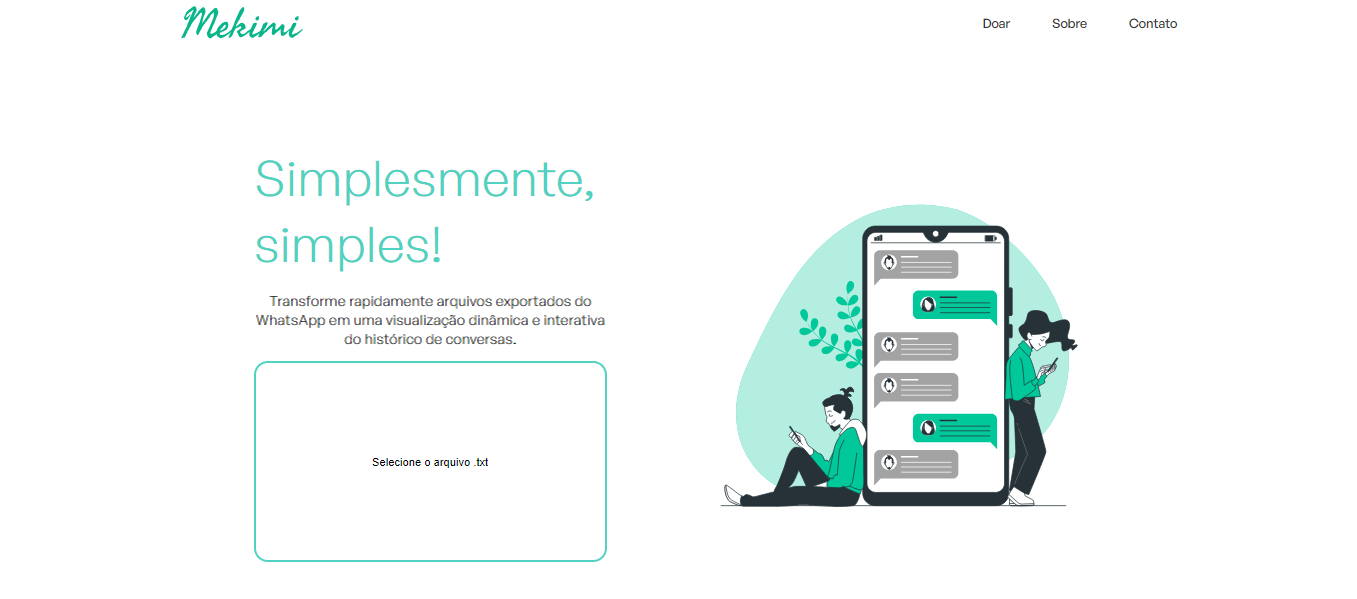 Mekimi
Doar
Sobre
Contato
Simplesmente,
simples!
Transforme rapidamente arquivos exportados do
WhatsApp em uma visualização dinâmica e interativa
do histórico de conversas.
Selecione o arquivo .txt